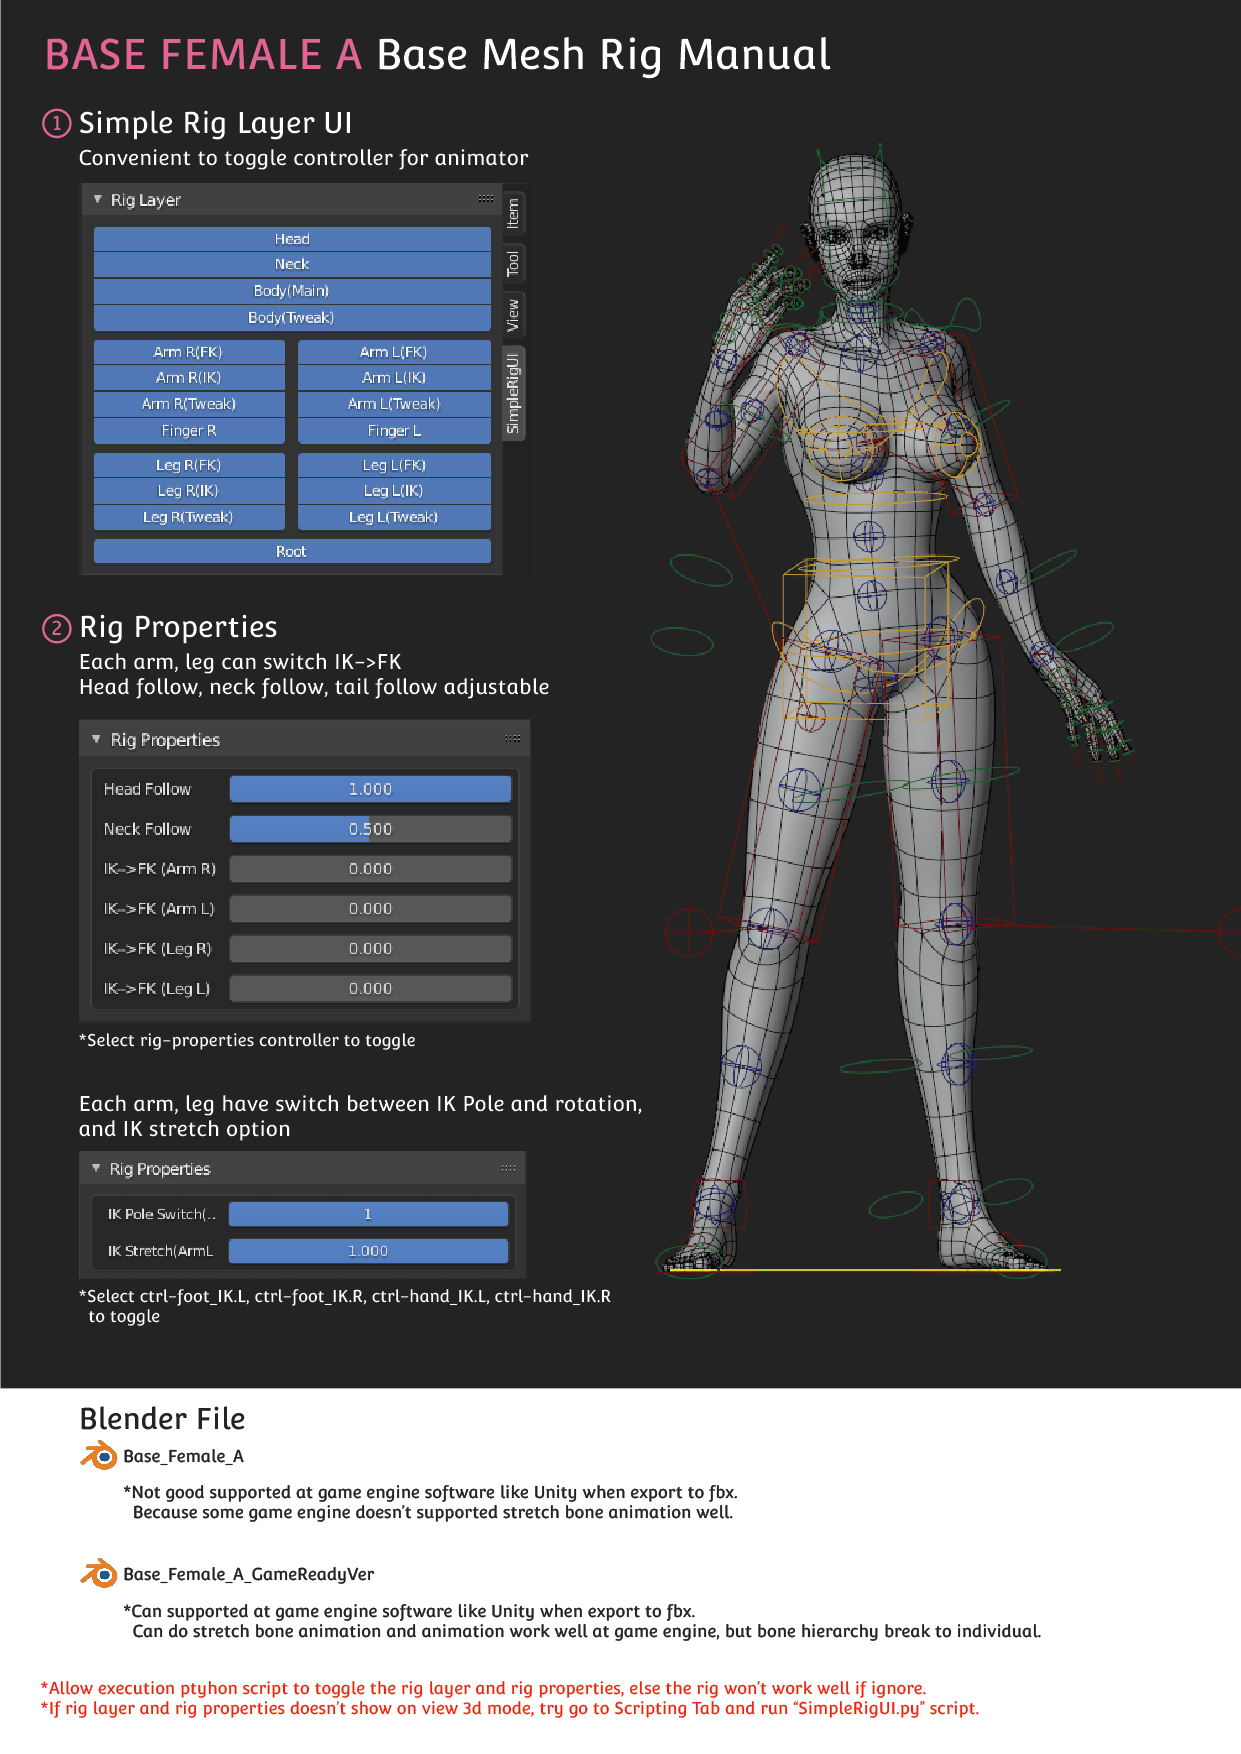 BASE FEMALE A Base Mesh Rig Manual
1 Simple Rig Layer UI
Convenient to toggle controller for animator
Rig Layer
Item
Tool
View
SimpleRigUI
Head
Neck
Body(Main)
Body(Tweak)
Arm R(FK) Arm L(FK)
Arm R(IK) Arm L(IK)
Arm R(Tweak) Arm L(Tweak)
Finger R Finger L
Leg R(FK) Leg L(FK)
Leg R(IK) Leg L(IK)
Leg R(Tweak) Leg L(Tweak)
Root
2 Rig Properties
Each arm, leg can switch IK->FK
Head follow, neck follow, tail follow adjustable
Rig Properties
Head Follow 1.000
Neck Follow 0.500
IK->FK (Arm R) 0.000
IK->FK (Arm L) 0.000
IK->FK (Leg R) 0.000
IK->FK (Leg L) 0.000
*Select rig-properties controller to toggle
Each arm, leg have switch between IK Pole and rotation,
and IK stretch option
Rig Properties
IK Pole Switch(.. 1
IK Stretch(ArmL 1.000
*Select ctrl-foot_IK.L, ctrl-foot_IK.R, ctrl-hand_IK.L, ctrl-hand_IK.R
to toggle
Blender File
Base_Female_A
*Not good supported at game engine software like Unity when export to fbx.
Because some game engine doesn't supported stretch bone animation well.
Base_Female_A_GameReadyVer
*Can supported at game engine software like Unity when export to fbx.
Can do stretch bone animation and animation work well at game engine, but bone hierarchy break to individual.
*Allow execution ptyhon script to toggle the rig layer and rig properties, else the rig won't work well if ignore.
*If rig layer and rig properties doesn't show on view 3d mode, try go to Scripting Tab and run "SimpleRigUI.py" script.